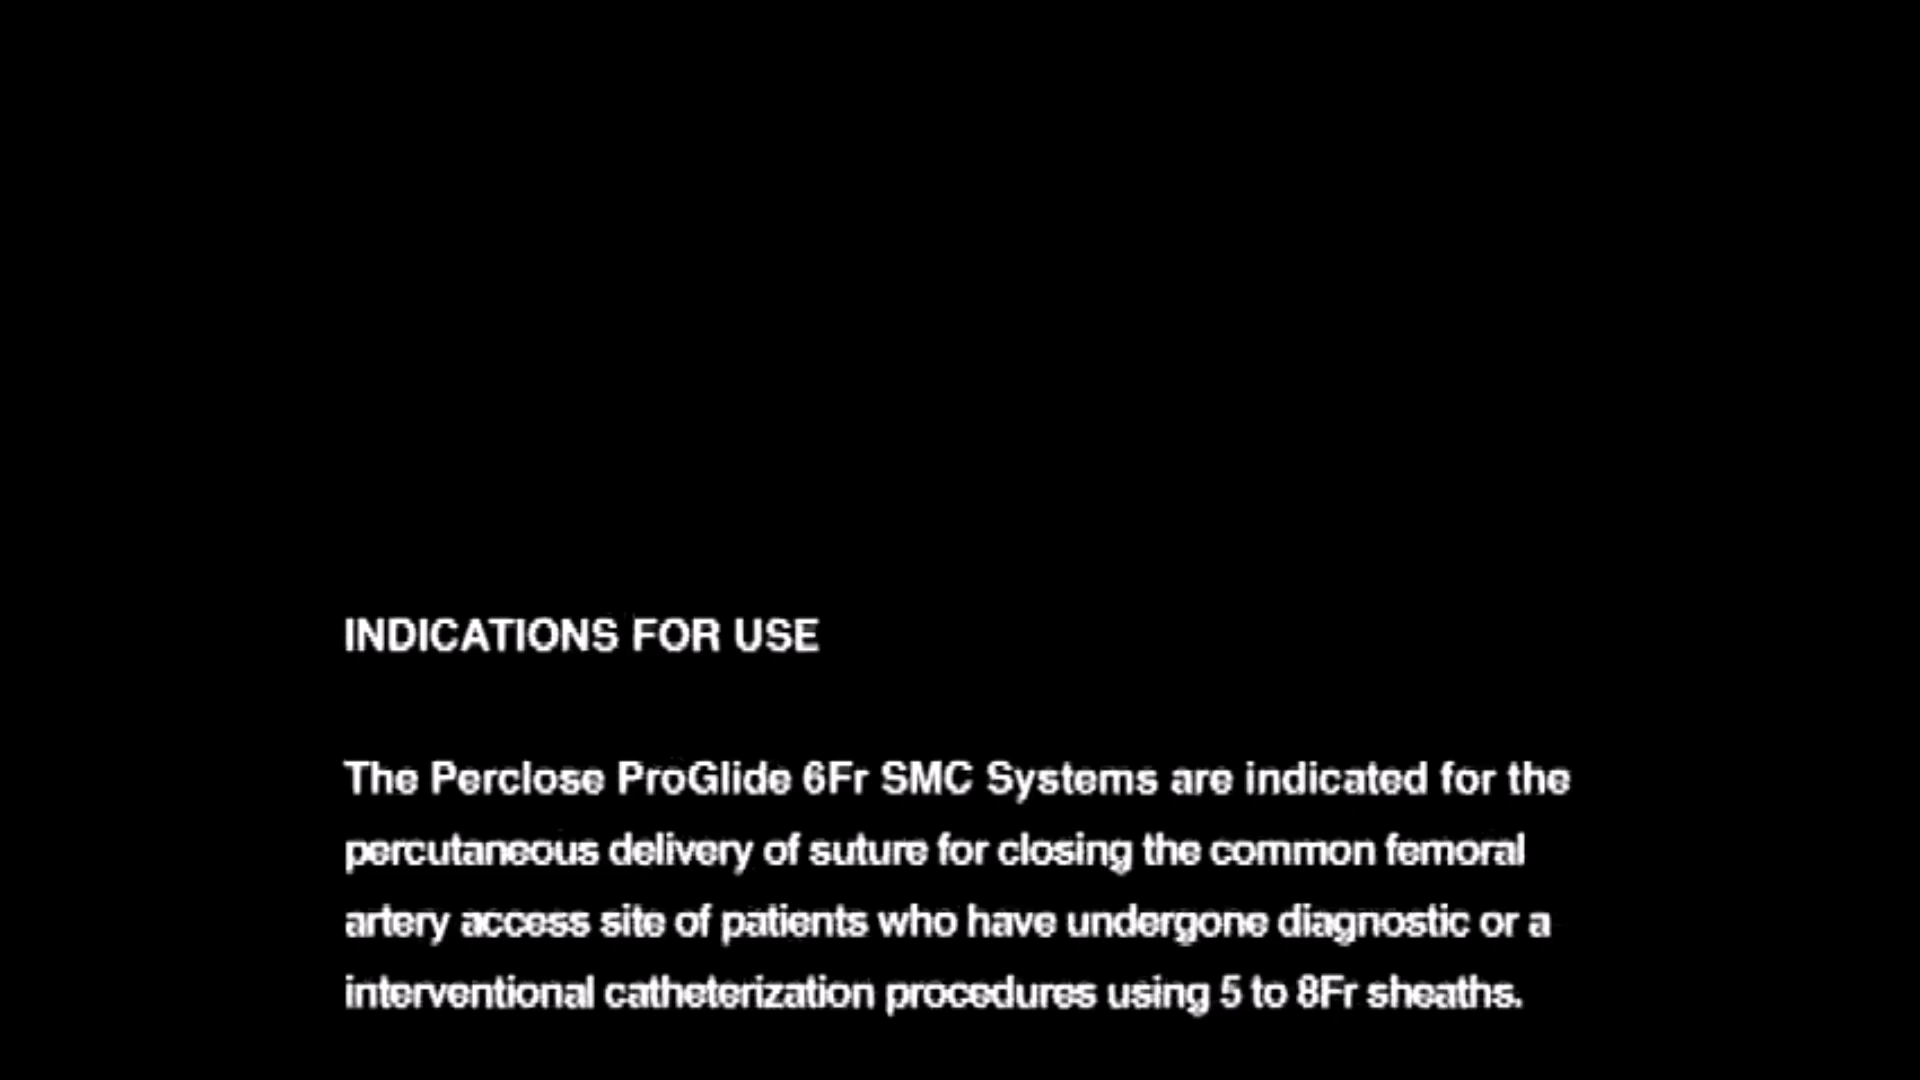 INDICATIONS FOR USE
The Perclose ProGlide 6Fr SMC Systems are indicated for the
percutaneous delivery of suture for closing the common femoral
artery access site of patients who have undergone diagnostic or a
interventional catheterization procedures using 5 to 8Fr sheaths.